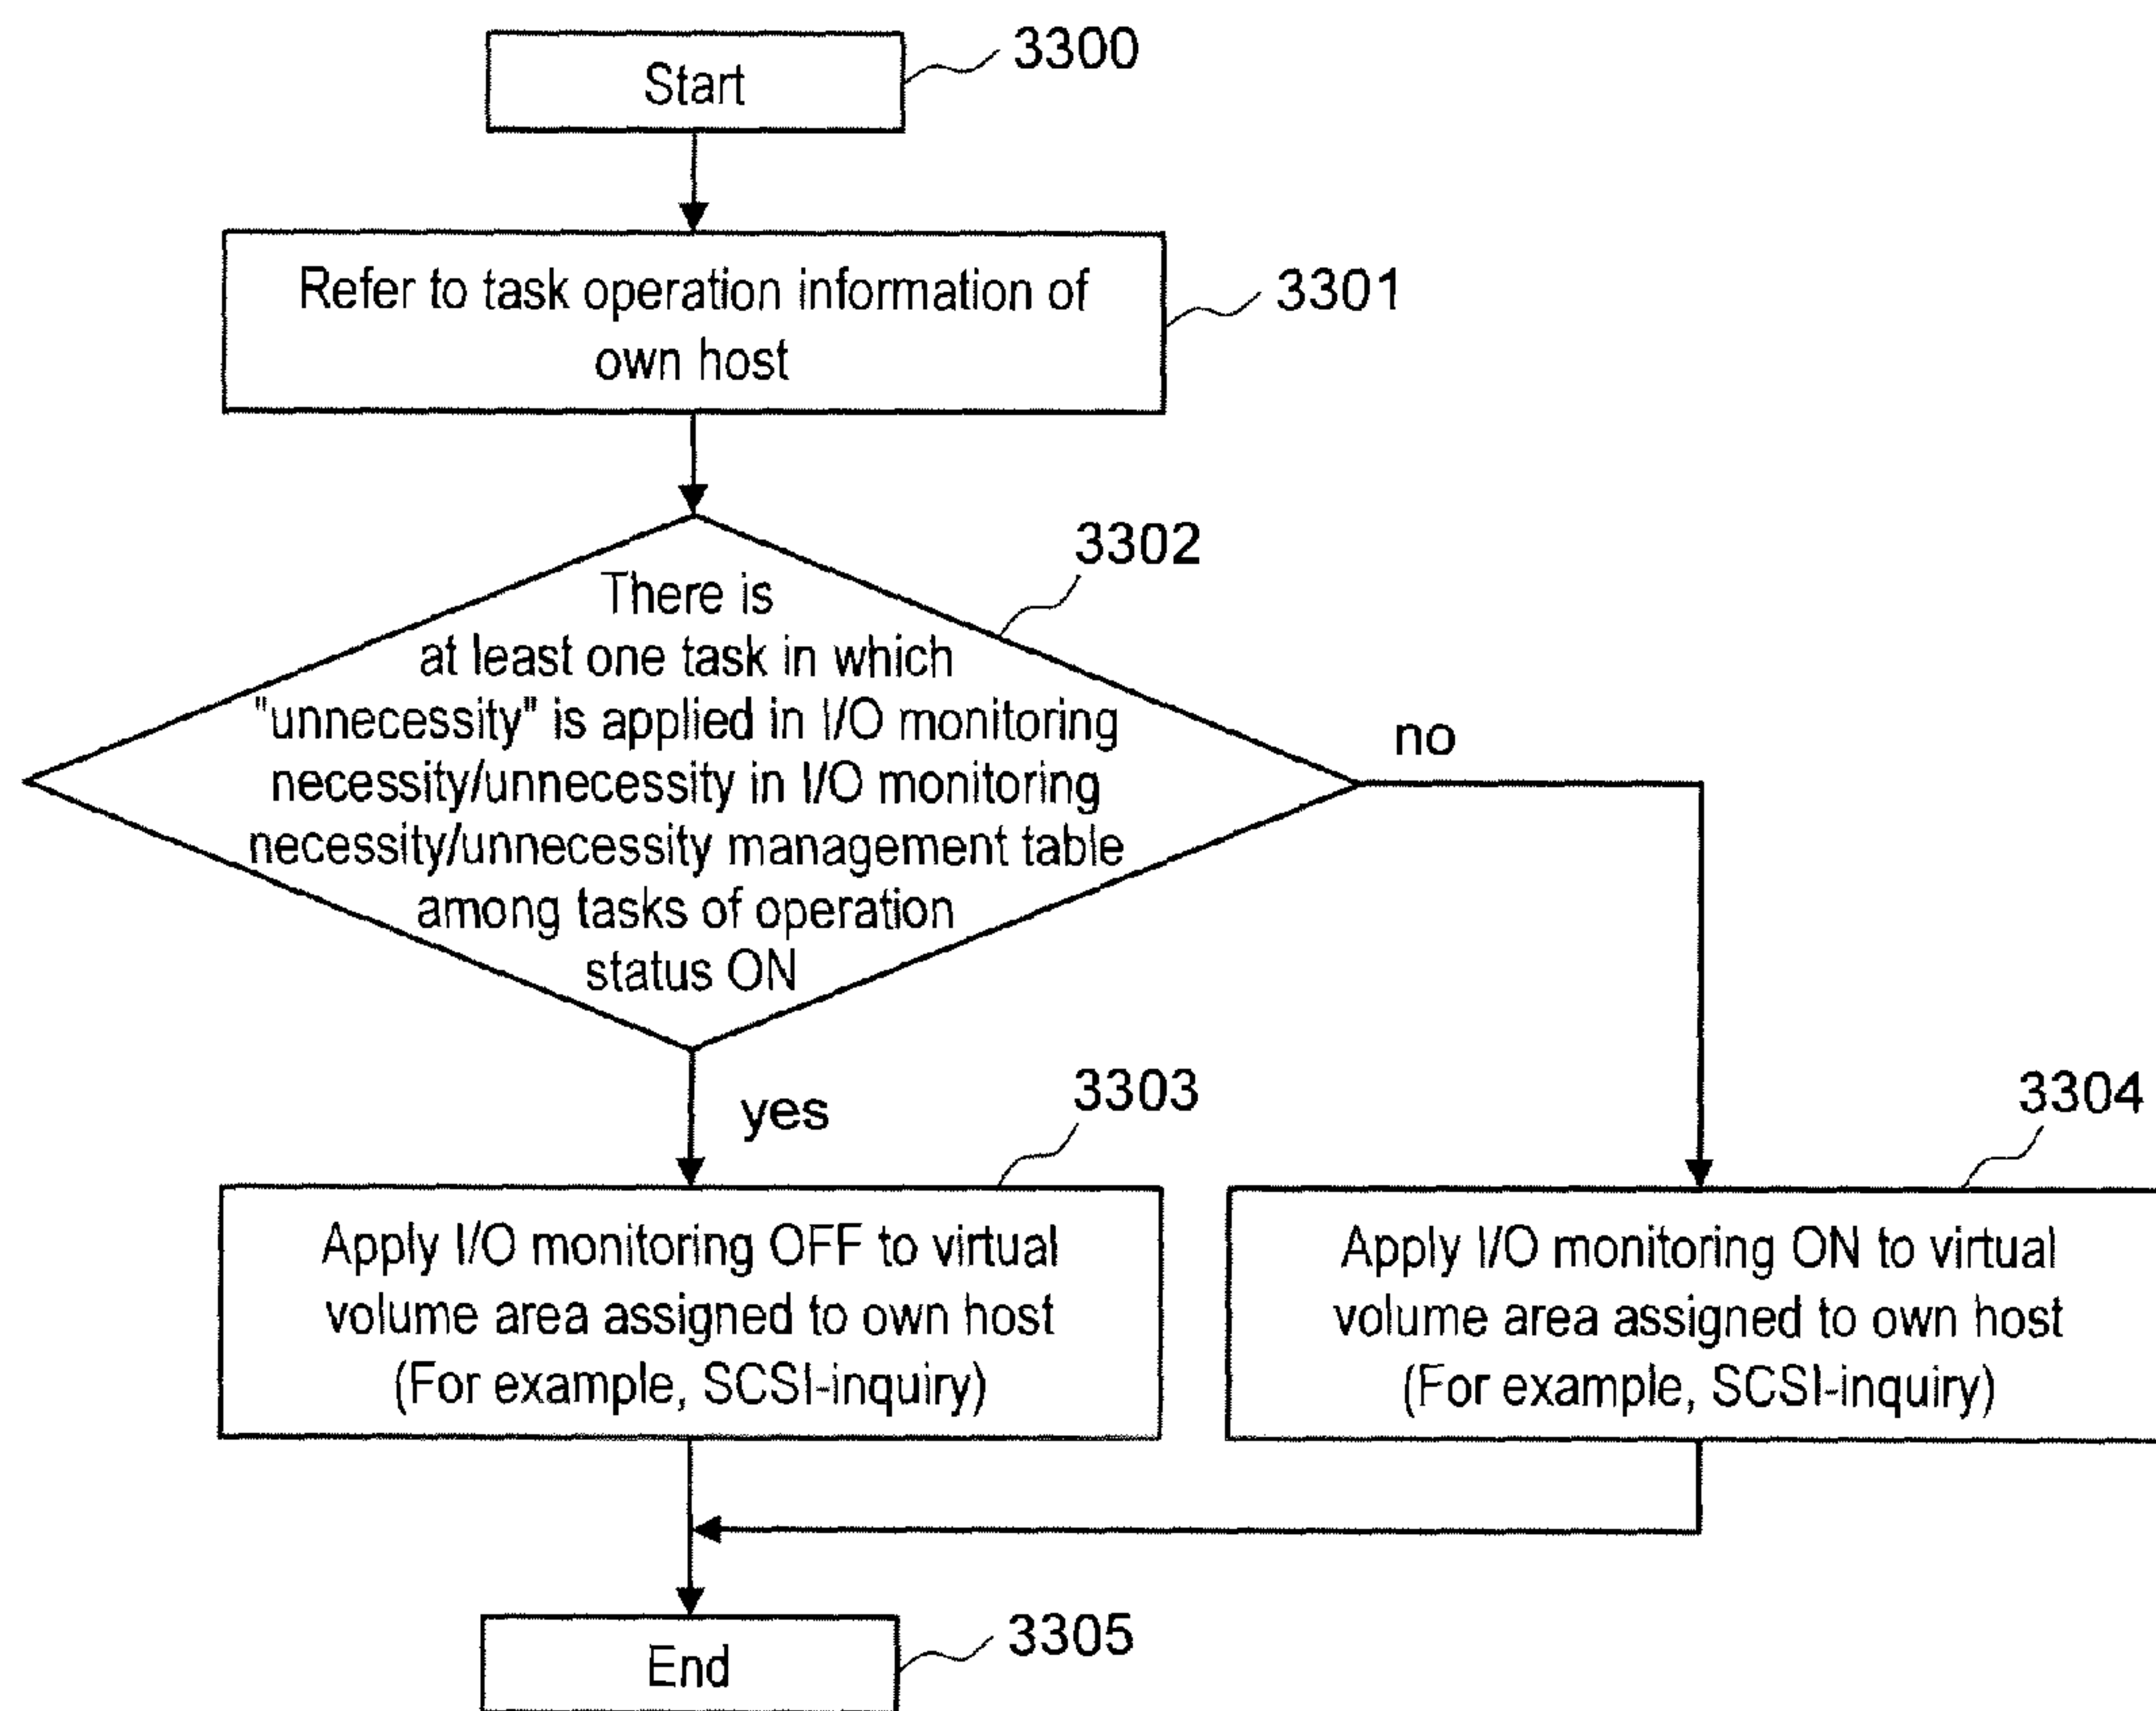 Start
3300
Refer to task operation information of
own host
3301
3302
There is
at least one task in which
"unnecessity" is applied in I/O monitoring
necessity/unnecessity in I/O monitoring
necessity/unnecessity management table
among tasks of operation
status ON
no
yes
3303
3304
Apply I/O monitoring OFF to virtual
volume area assigned to own host
(For example, SCSI-inquiry)
Apply I/O monitoring ON to virtual
volume area assigned to own host
(For example, SCSI-inquiry)
End
3305